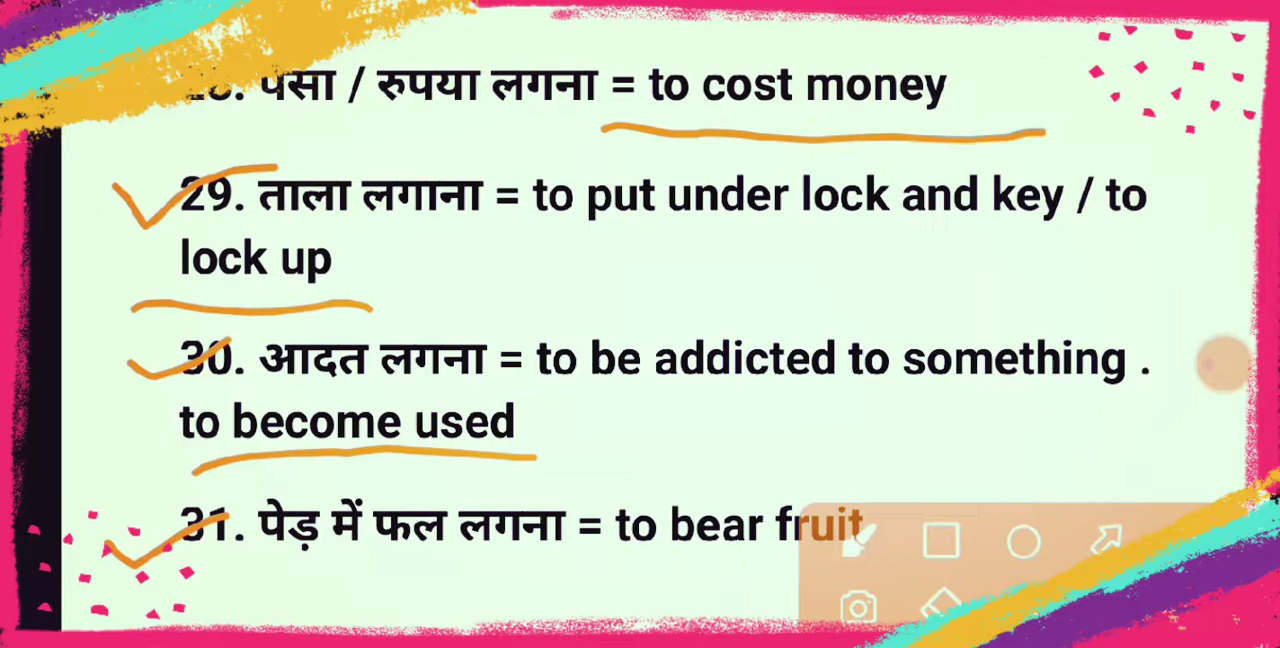 पैसा / रुपया लगना = to cost money
29. ताला लगाना = to put under lock and key / to
lock up
30. आदत लगना = to be addicted to something .
to become used
31. पेड़ में फल लगना = to bear fruit